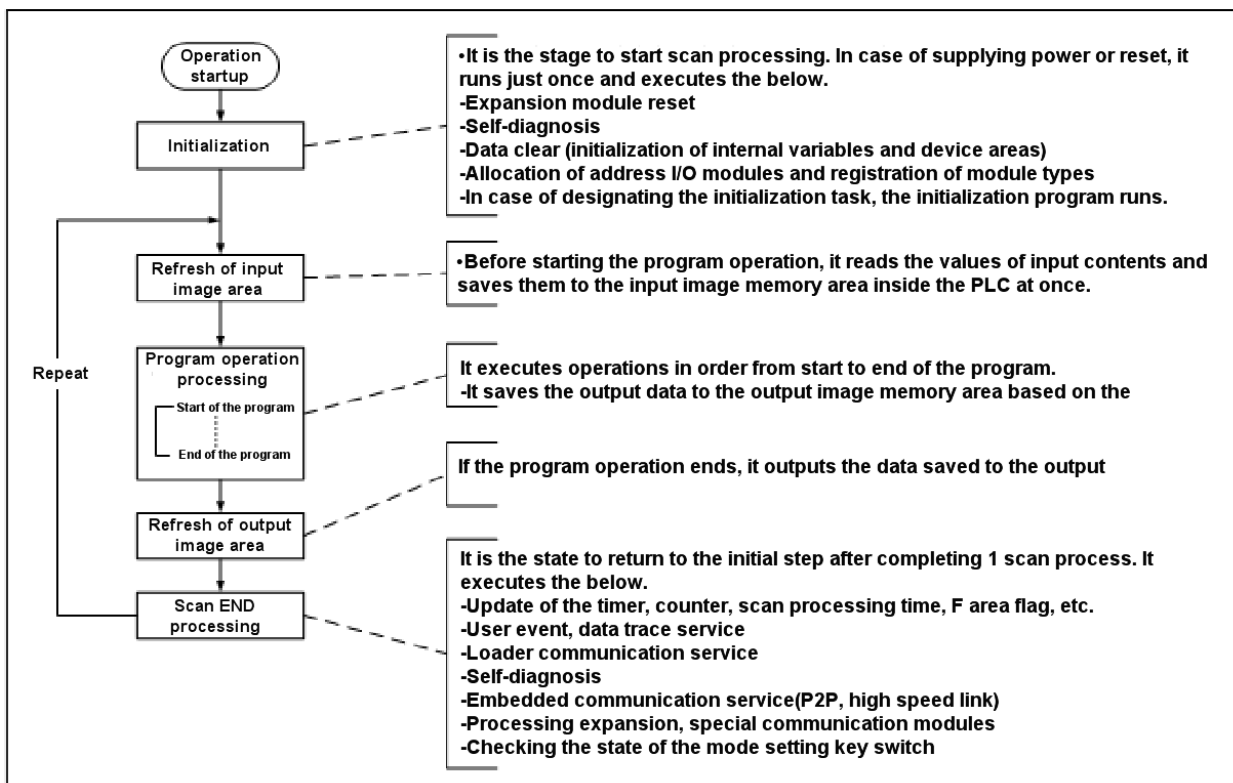 Operation
startup
•It is the stage to start scan processing. In case of supplying power or reset, it
runs just once and executes the below.
-Expansion module reset
-Self-diagnosis
-Data clear (initialization of internal variables and device areas)
-Allocation of address I/O modules and registration of module types
-In case of designating the initialization task, the initialization program runs.
Initialization
Refresh of input
image area
•Before starting the program operation, it reads the values of input contents and
saves them to the input image memory area inside the PLC at once.
Repeat
Program operation
processing
Start of the program
End of the program
It executes operations in order from start to end of the program.
-It saves the output data to the output image memory area based on the
If the program operation ends, it outputs the data saved to the output
Refresh of output
image area
Scan END
processing
It is the state to return to the initial step after completing 1 scan process. It
executes the below.
-Update of the timer, counter, scan processing time, F area flag, etc.
-User event, data trace service
-Loader communication service
-Self-diagnosis
-Embedded communication service(P2P, high speed link)
-Processing expansion, special communication modules
-Checking the state of the mode setting key switch